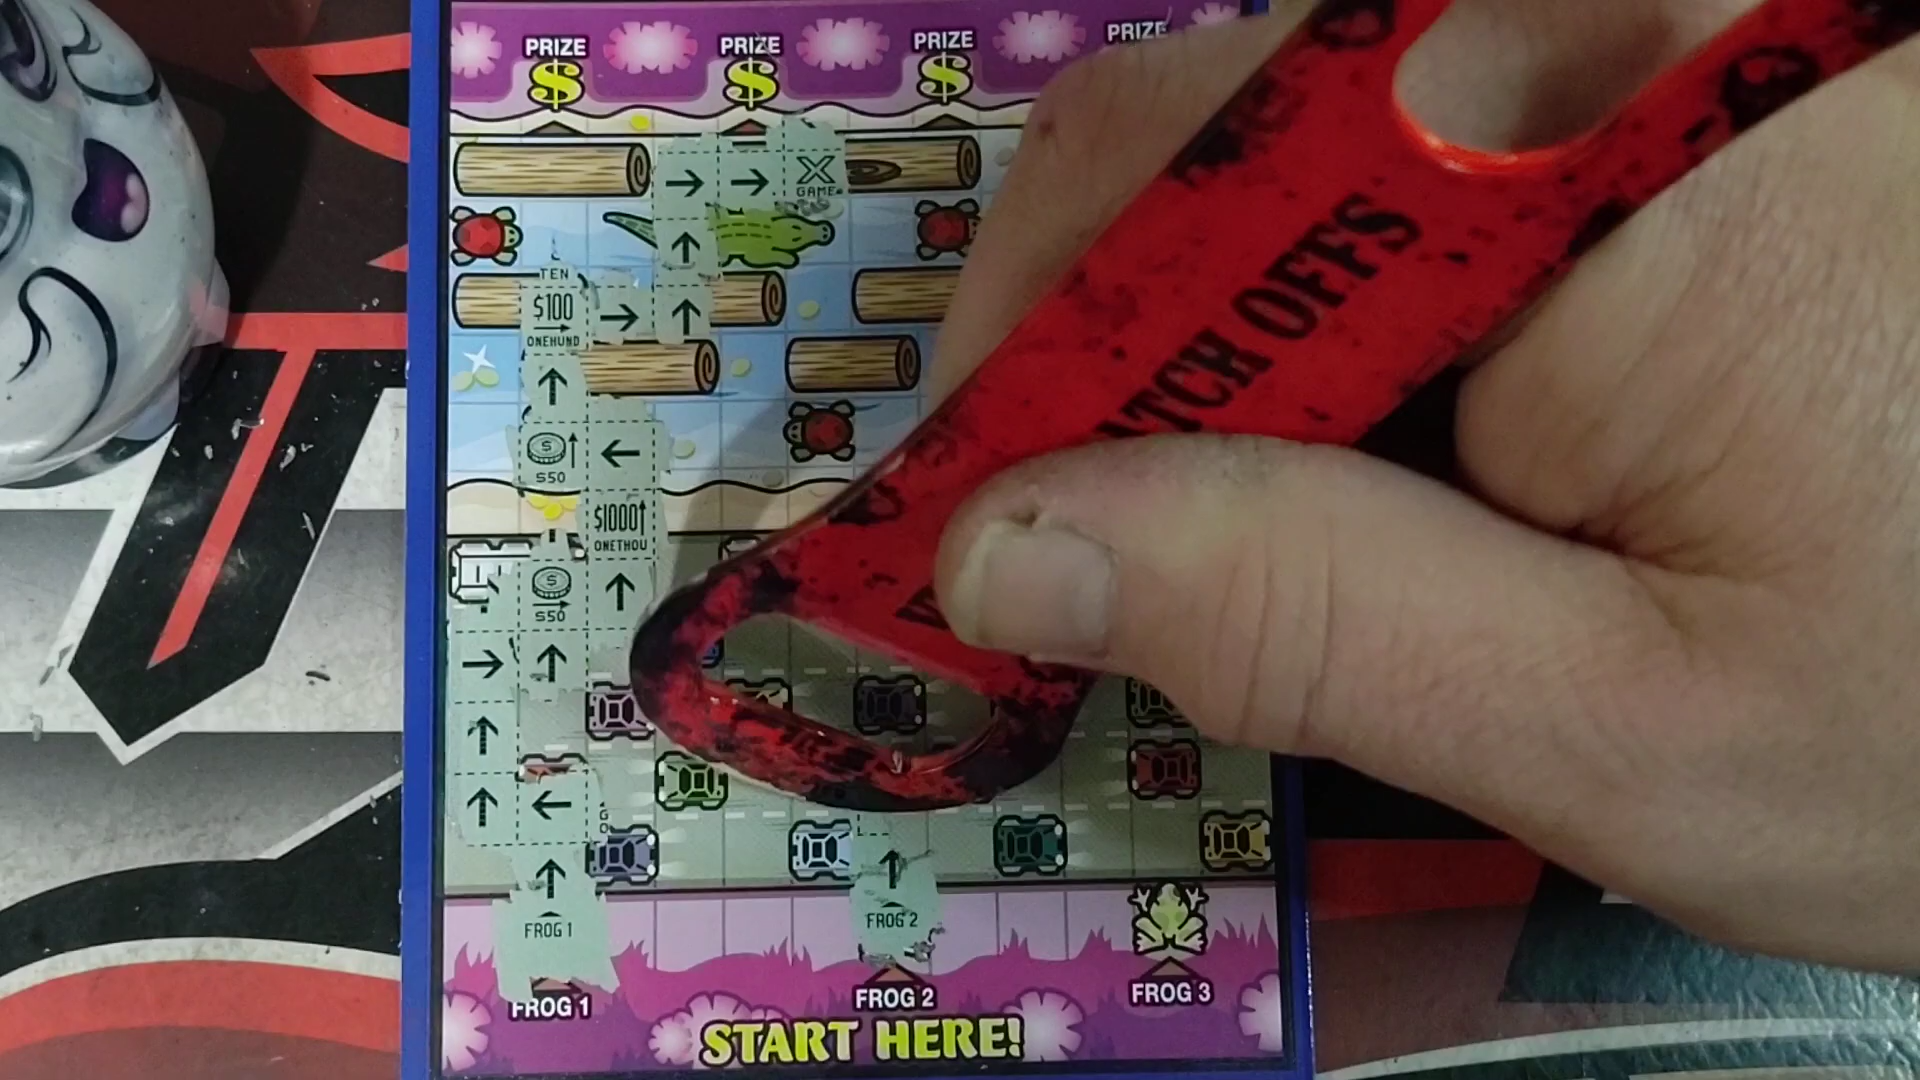 PRIZE PRIZE PRIZE PRIZE
$ $ $
X
GAME
TEN
$100
ONEHUND
$50
$1000
ONETHOU
$50
GO
FROG 1
FROG 2
FROG 1 FROG 2 FROG 3
START HERE!
TCH OFFS